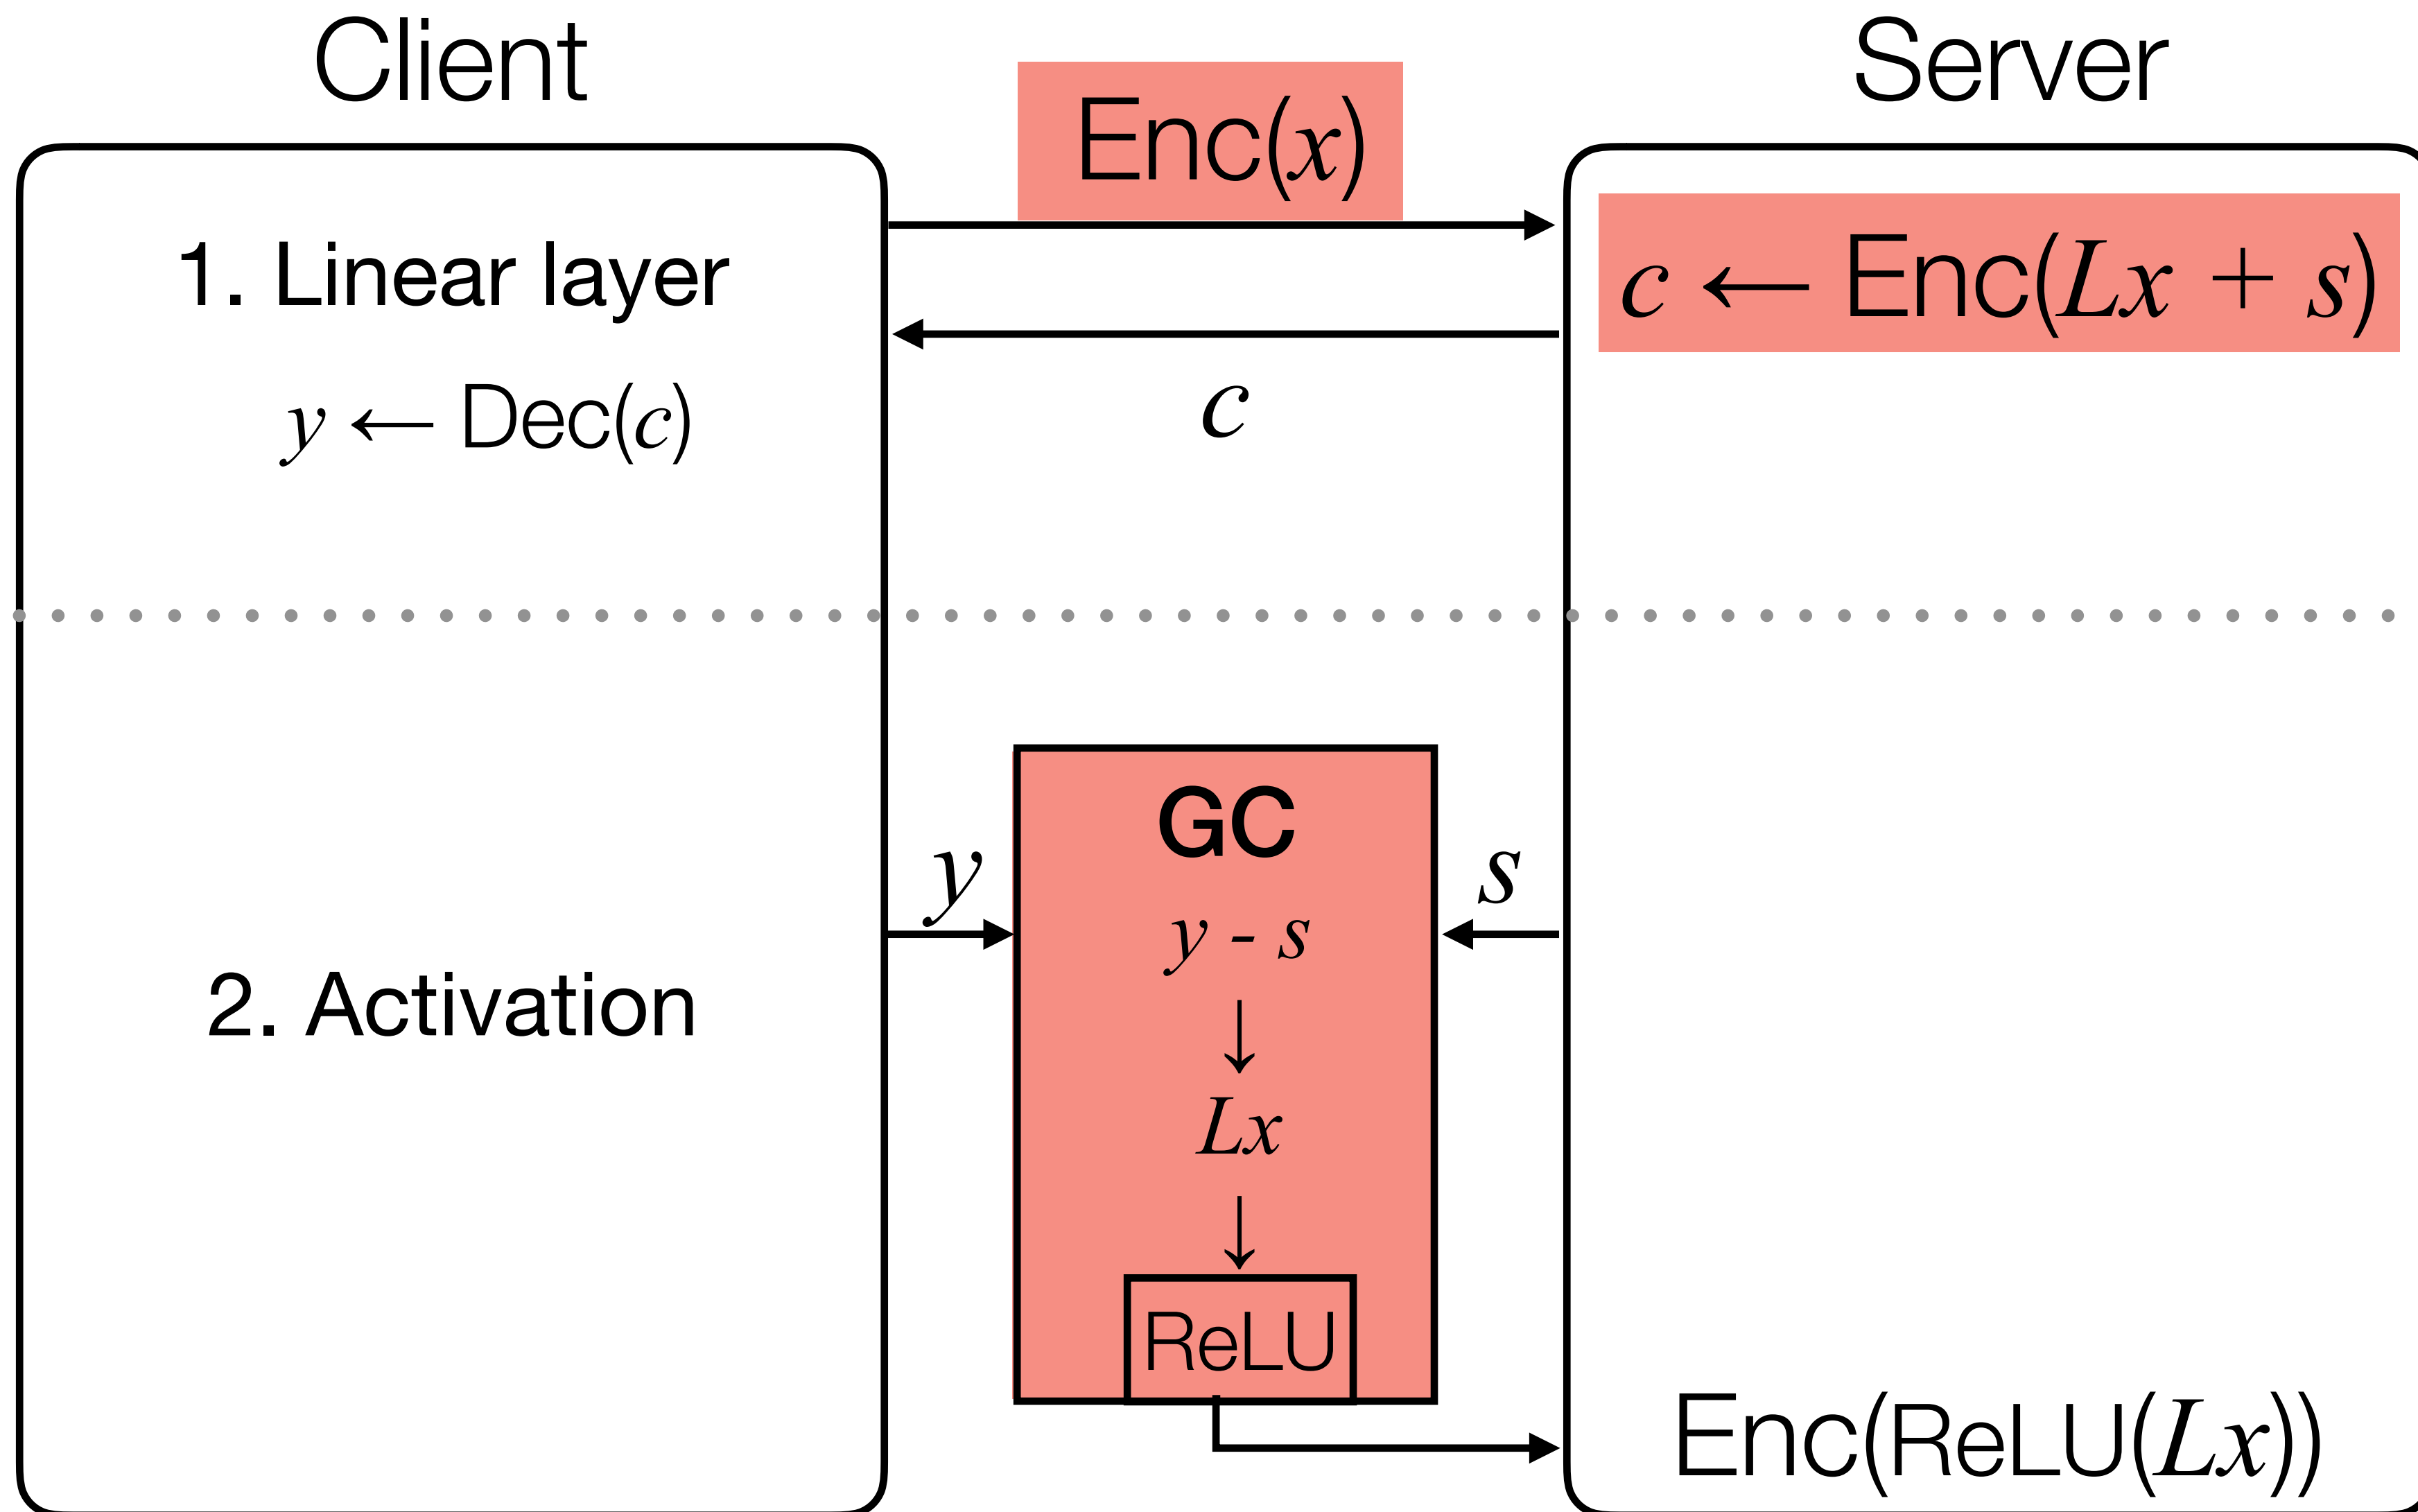 Client
Server
Enc(x)
1. Linear layer
c ← Enc(Lx + s)
y ← Dec(c)
c
GC
y
s
y - s
↓
Lx
↓
2. Activation
ReLU
Enc(ReLU(Lx))